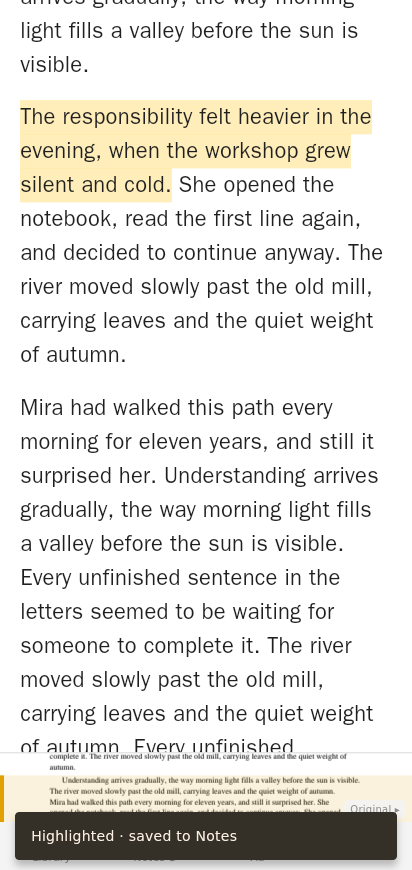 light fills a valley before the sun is
visible.
The responsibility felt heavier in the
evening, when the workshop grew
silent and cold. She opened the
notebook, read the first line again,
and decided to continue anyway. The
river moved slowly past the old mill,
carrying leaves and the quiet weight
of autumn.
Mira had walked this path every
morning for eleven years, and still it
surprised her. Understanding arrives
gradually, the way morning light fills
a valley before the sun is visible.
Every unfinished sentence in the
letters seemed to be waiting for
someone to complete it. The river
moved slowly past the old mill,
carrying leaves and the quiet weight
of autumn. Every unfinished
complete it. The river moved slowly past the old mill, carrying leaves and the quiet weight of
autumn.
Understanding arrives gradually, the way morning light fills a valley before the sun is visible.
The river moved slowly past the old mill, carrying leaves and the quiet weight of autumn.
Mira had walked this path every morning for eleven years, and still it surprised her. She
Original ▸
Highlighted · saved to Notes